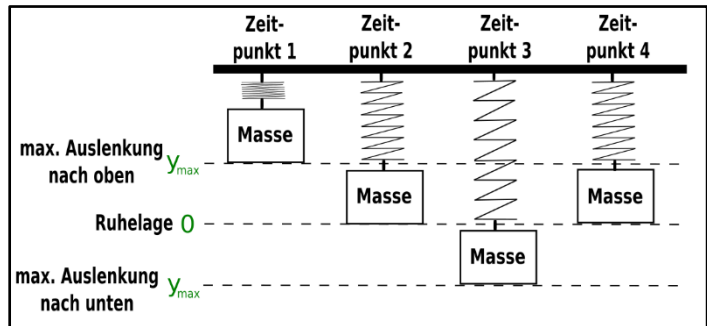 Zeit-
punkt 1
Zeit-
punkt 2
Zeit-
punkt 3
Zeit-
punkt 4
Masse
Masse
Masse
Masse
max. Auslenkung
nach oben
ymax
Ruhelage 0
max. Auslenkung
nach unten
ymax